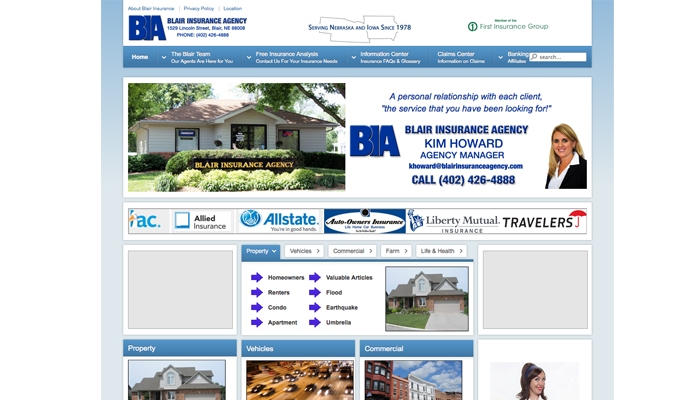 About Blair Insurance | Privacy Policy | Location
BIA
BLAIR INSURANCE AGENCY
1529 Lincoln Street, Blair, NE 68008
PHONE: (402) 426-4888
SERVING NEBRASKA AND IOWA SINCE 1978
Member of the
First Insurance Group
Home
The Blair Team
Our Agents Are Here for You
Free Insurance Analysis
Contact Us For Your Insurance Needs
Information Center
Insurance FAQs & Glossary
Claims Center
Information on Claims
Banking
Affiliates
search...
BLAIR INSURANCE AGENCY
A personal relationship with each client,
"the service that you have been looking for!"
BIA
BLAIR INSURANCE AGENCY
KIM HOWARD
AGENCY MANAGER
khoward@blairinsuranceagency.com
CALL (402) 426-4888
ac.
Allied
Insurance
Allstate.
You're in good hands.
Auto-Owners Insurance
Life Home Car Business
Liberty Mutual.
INSURANCE
TRAVELERS
Property
Vehicles
Commercial
Farm
Life & Health
Homeowners
Valuable Articles
Renters
Flood
Condo
Earthquake
Apartment
Umbrella
Property
Vehicles
Commercial